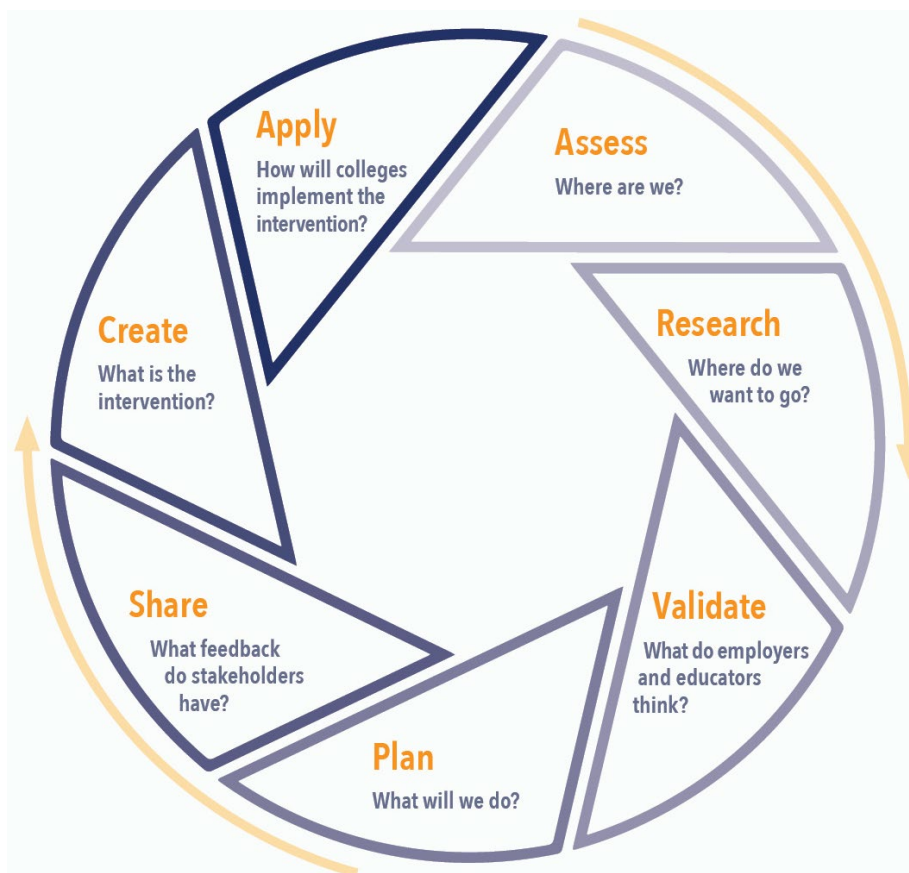 Apply
How will colleges
implement the
intervention?
Assess
Where are we?
Research
Where do we
want to go?
Validate
What do employers
and educators
think?
Plan
What will we do?
Share
What feedback
do stakeholders
have?
Create
What is the
intervention?